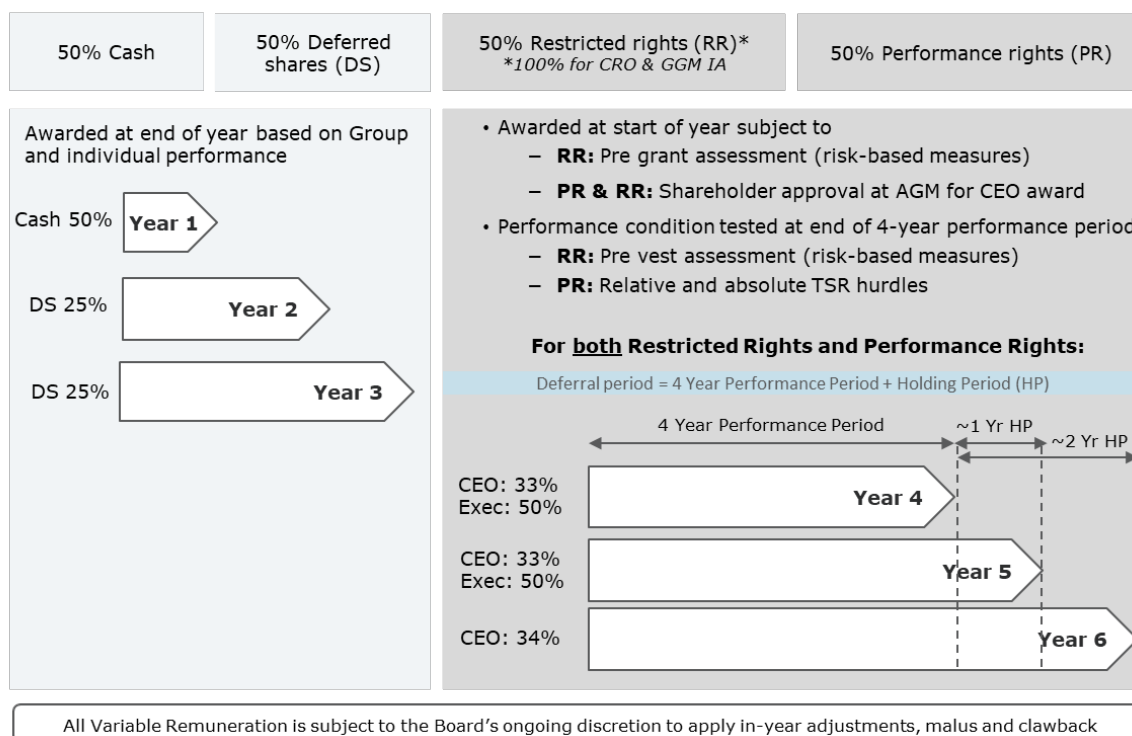 50% Cash
50% Deferred
shares (DS)
50% Restricted rights (RR)*
*100% for CRO & GGM IA
50% Performance rights (PR)
Awarded at end of year based on Group
and individual performance
Cash 50%
Year 1
DS 25%
Year 2
DS 25%
Year 3
• Awarded at start of year subject to
– RR: Pre grant assessment (risk-based measures)
– PR & RR: Shareholder approval at AGM for CEO award
• Performance condition tested at end of 4-year performance period
– RR: Pre vest assessment (risk-based measures)
– PR: Relative and absolute TSR hurdles
For both Restricted Rights and Performance Rights:
Deferral period = 4 Year Performance Period + Holding Period (HP)
4 Year Performance Period
~1 Yr HP
~2 Yr HP
CEO: 33%
Exec: 50%
Year 4
CEO: 33%
Exec: 50%
Year 5
CEO: 34%
Year 6
All Variable Remuneration is subject to the Board's ongoing discretion to apply in-year adjustments, malus and clawback